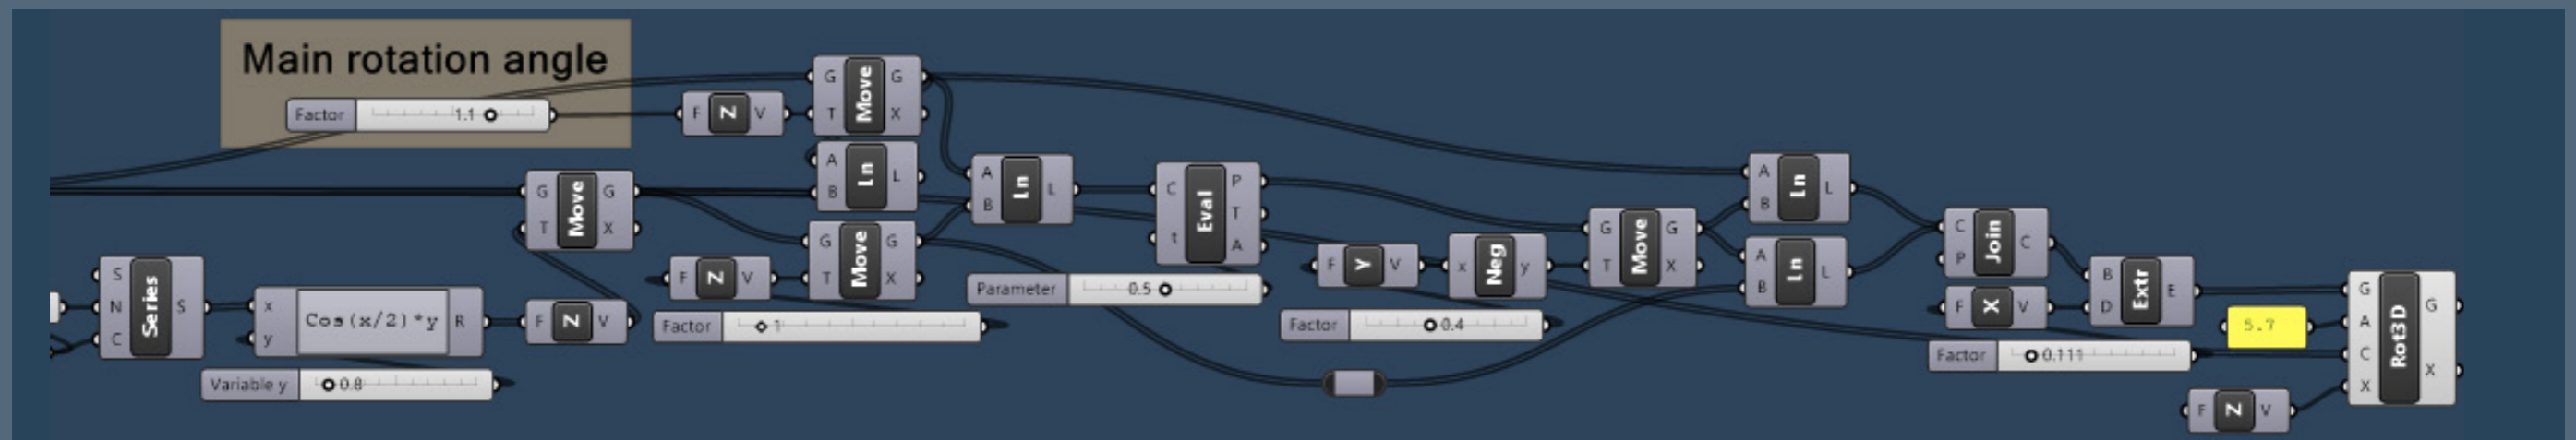 Main rotation angle
Factor 1.1
F Z V
G T Move G X
A B Ln L
G T Move G X
A B Ln L
C t Eval P T A
A B Ln L
S N C Series S
x y Cos(x/2)*y R
F Z V
Variable y 0.8
F Z V
G T Move G X
Factor 1
Parameter 0.5
F Y V
x Neg y
G T Move G X
Factor 0.4
A B Ln L
C P Join C
F X V
B D Extr E
Factor 0.111
5.7
F Z V
G A C X Rot3D G X